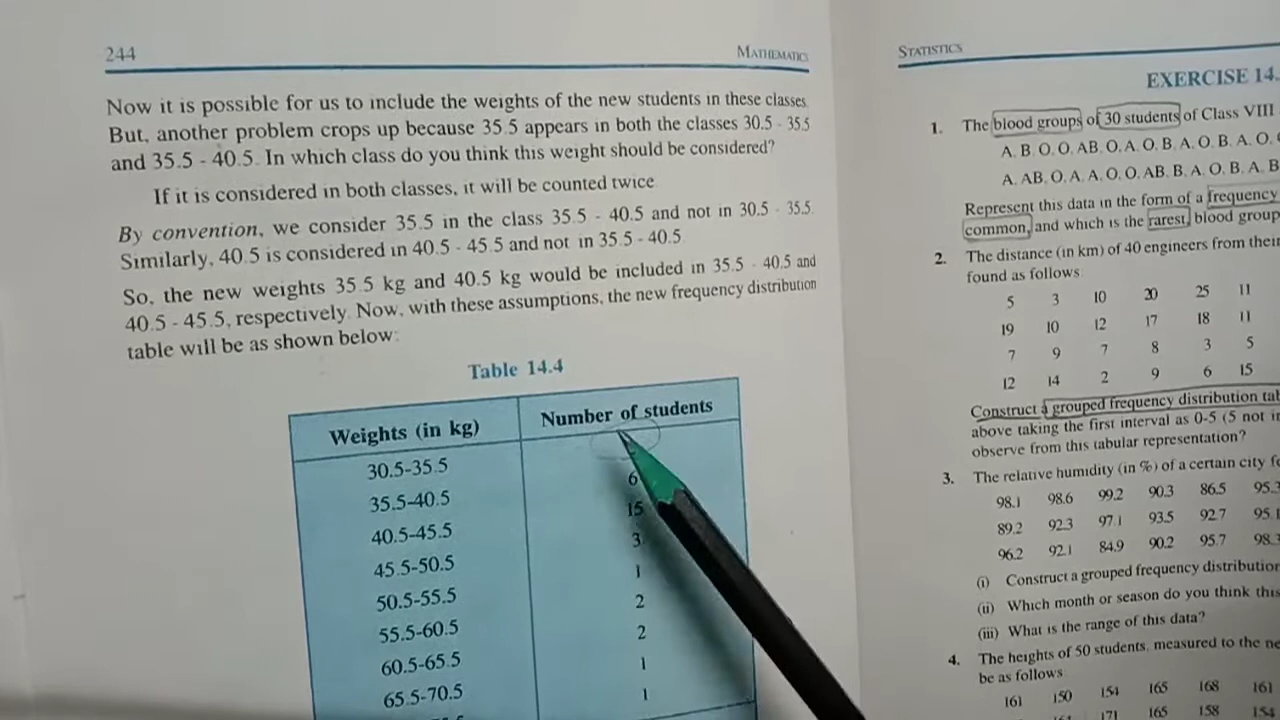 244
MATHEMATICS
Now it is possible for us to include the weights of the new students in these classes.
But, another problem crops up because 35.5 appears in both the classes 30.5 - 35.5
and 35.5 - 40.5. In which class do you think this weight should be considered?
If it is considered in both classes, it will be counted twice.
By convention, we consider 35.5 in the class 35.5 - 40.5 and not in 30.5 - 35.5.
Similarly, 40.5 is considered in 40.5 - 45.5 and not in 35.5 - 40.5.
So, the new weights 35.5 kg and 40.5 kg would be included in 35.5 - 40.5 and
40.5 - 45.5, respectively. Now, with these assumptions, the new frequency distribution
table will be as shown below:
Table 14.4
Weights (in kg) Number of students
30.5-35.5
35.5-40.5 6
40.5-45.5 15
45.5-50.5 3
50.5-55.5 1
55.5-60.5 2
60.5-65.5 2
65.5-70.5 1
1
STATISTICS
EXERCISE 14.
1. The blood groups of 30 students of Class VIII
A, B, O, O, AB, O, A, O, B, A, O, B, A, O,
A, AB, O, A, A, O, O, AB, B, A, O, B, A, B
Represent this data in the form of a frequency
common, and which is the rarest, blood group
2. The distance (in km) of 40 engineers from their
found as follows
5 3 10 20 25 11
19 10 12 17 18 11
7 9 7 8 3 5
12 14 2 9 6 15
Construct a grouped frequency distribution
above taking the first interval as 0-5 (5 not
observe from this tabular representation?
3. The relative humidity (in %) of a certain city
98.1 98.6 99.2 90.3 86.5 95.
89.2 92.3 97.1 93.5 92.7 95.
96.2 92.1 84.9 90.2 95.7 98.
(i) Construct a grouped frequency distribution
(ii) Which month or season do you think this
(iii) What is the range of this data?
4. The heights of 50 students, measured to the
be as follows
161 150 154 165 168 161
171 165 158 154